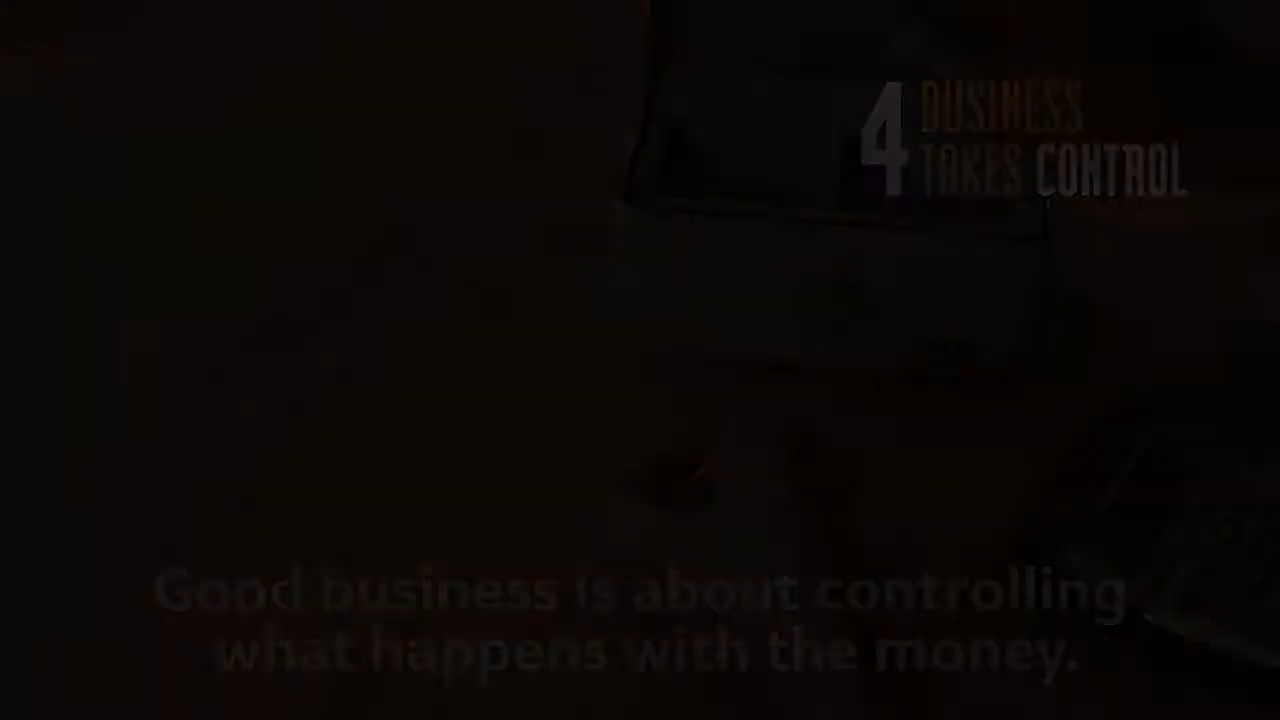 4 BUSINESS
TAKES CONTROL
Good business is about controlling
what happens with the money.